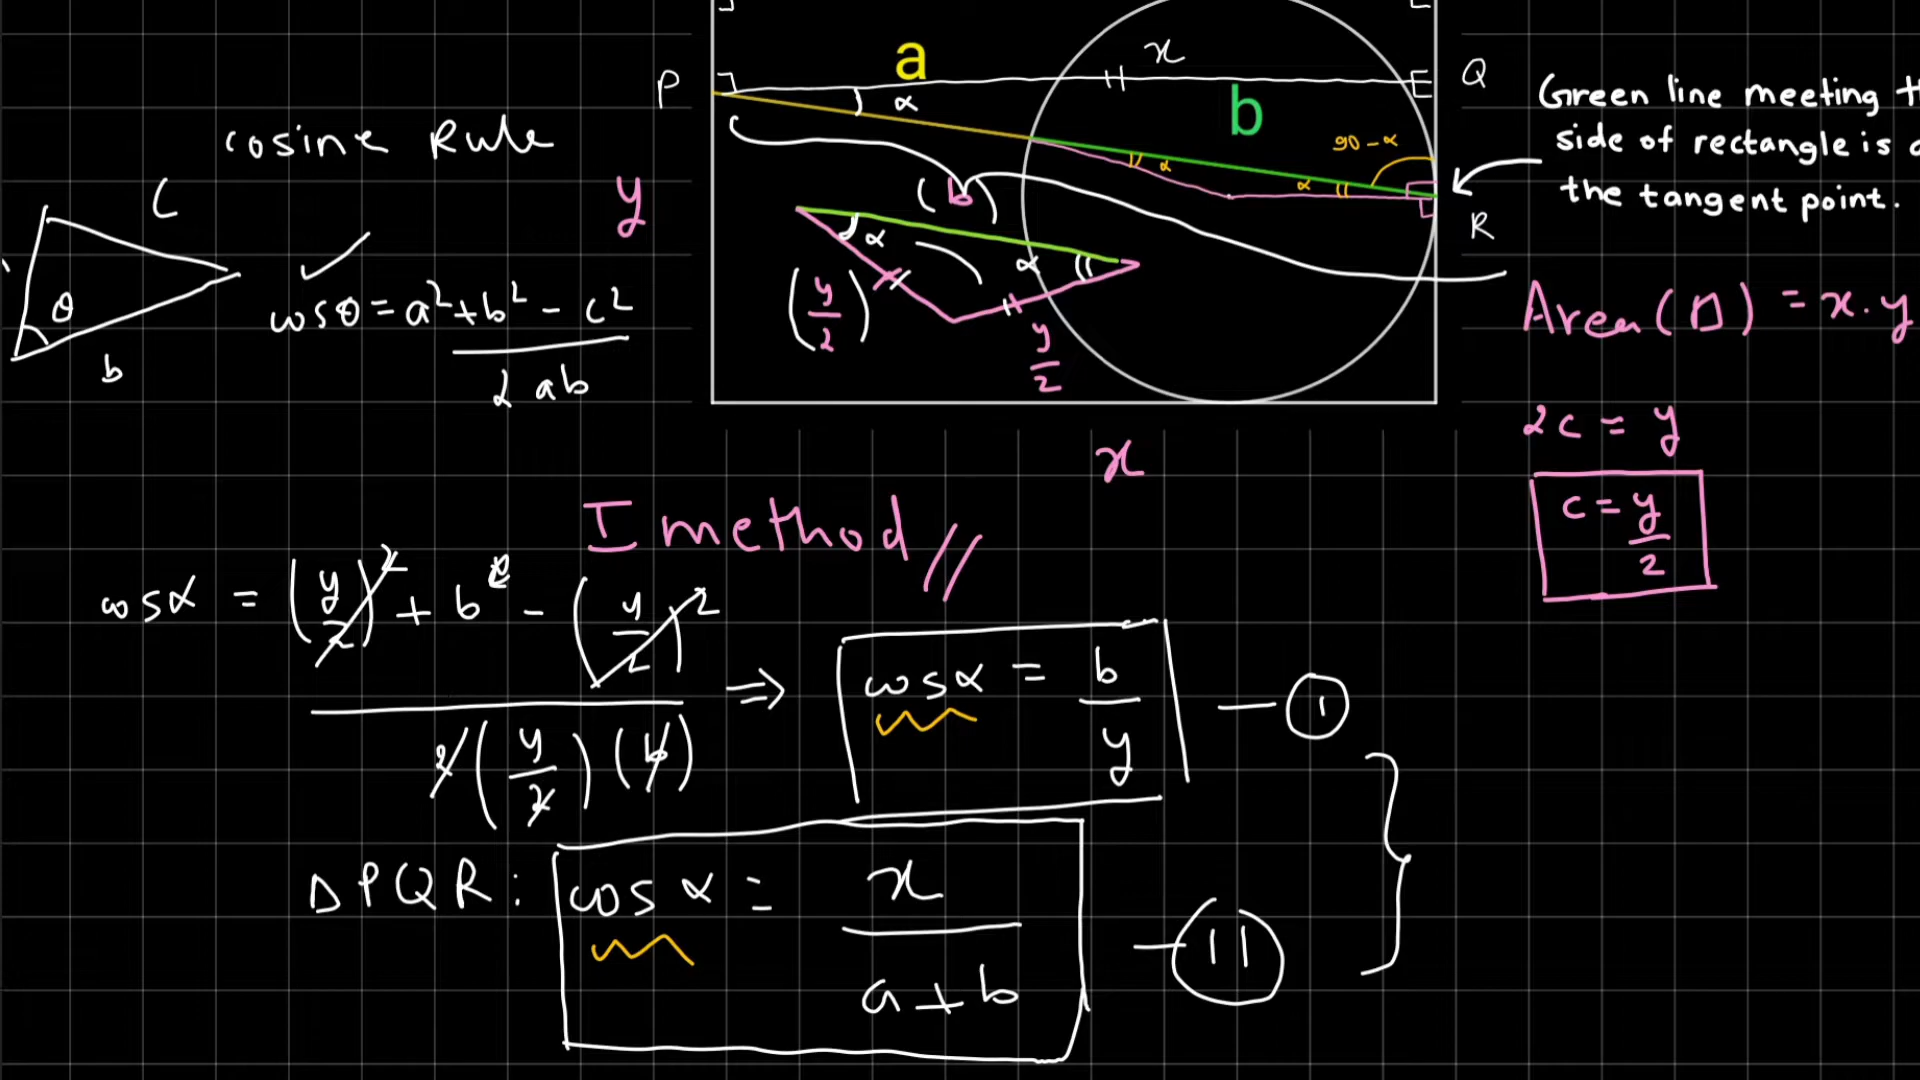 a
x
P
Q
α
b
90-α
α
α
Green line meeting
side of rectangle is
the tangent point.
R
cosine Rule
C
θ
b
cosθ = a² + b² - c²
2ab
y
(b)
α
α
(y/2)
y/2
Area(▯) = x.y
x
2c = y
c = y/2
I method //
cosα = (y/2)² + b² - (y/2)²
2(y/2)(b)
⇒ cosα = b/y — ①
ΔPQR: cosα = x/(a+b) — ⑪